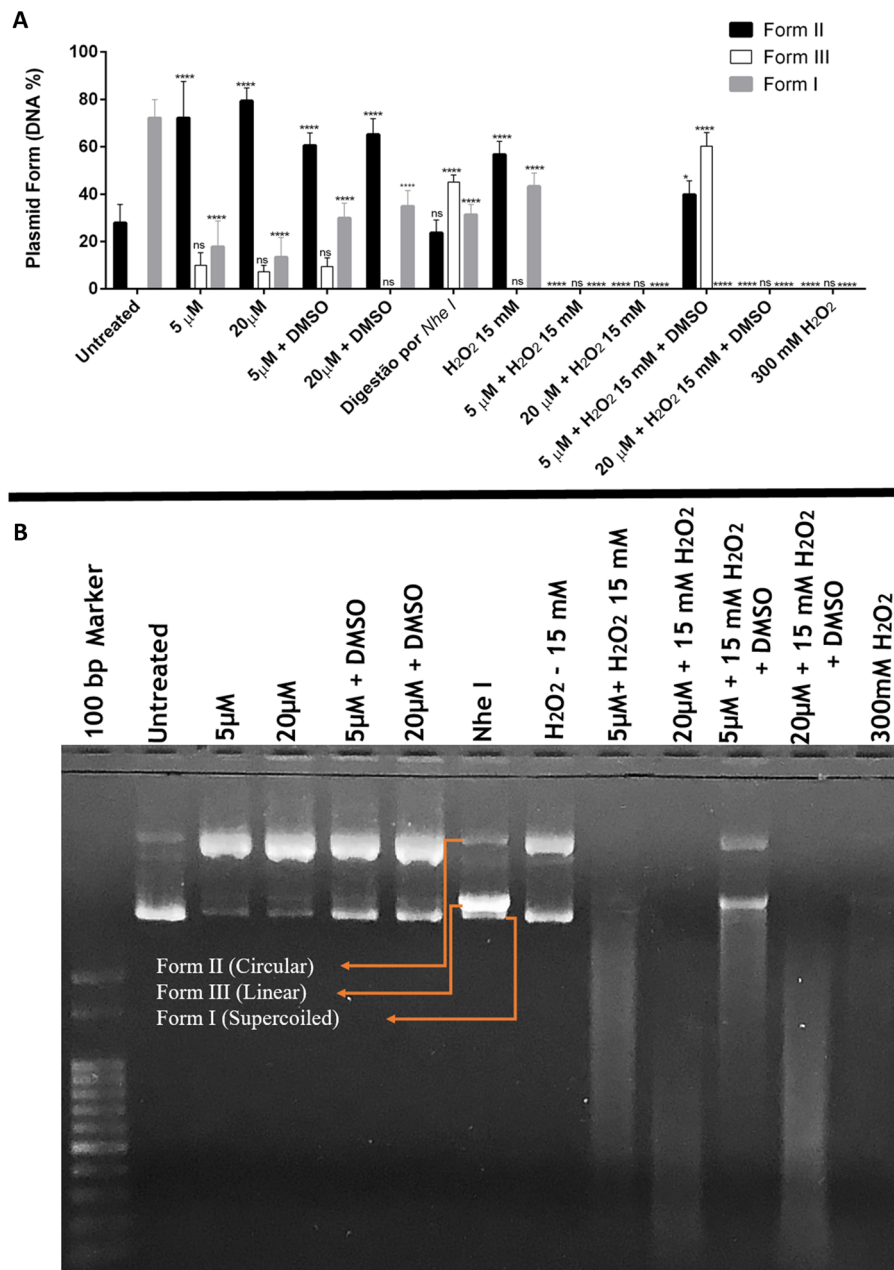 A
Form II
Form III
Form I
Plasmid Form (DNA %)
100
80
60
40
20
0
**** ns ****
**** ns ****
**** ns ****
**** ns ****
ns **** ****
**** ns ****
**** ns ****
**** ns ****
* **** ****
**** ns ****
**** ns ****
Untreated
5 μM
20μM
5μM + DMSO
20μM + DMSO
Digestão por Nhe I
H₂O₂ 15 mM
5 μM + H₂O₂ 15 mM
20 μM + H₂O₂ 15 mM
5 μM + H₂O₂ 15 mM + DMSO
20 μM + H₂O₂ 15 mM + DMSO
300 mM H₂O₂
B
100 bp Marker
Untreated
5μM
20μM
5μM + DMSO
20μM + DMSO
Nhe I
H₂O₂ - 15 mM
5μM+ H₂O₂ 15 mM
20μM + 15 mM H₂O₂
5μM + 15 mM H₂O₂
+ DMSO
20μM + 15 mM H₂O₂
+ DMSO
300mM H₂O₂
Form II (Circular)
Form III (Linear)
Form I (Supercoiled)